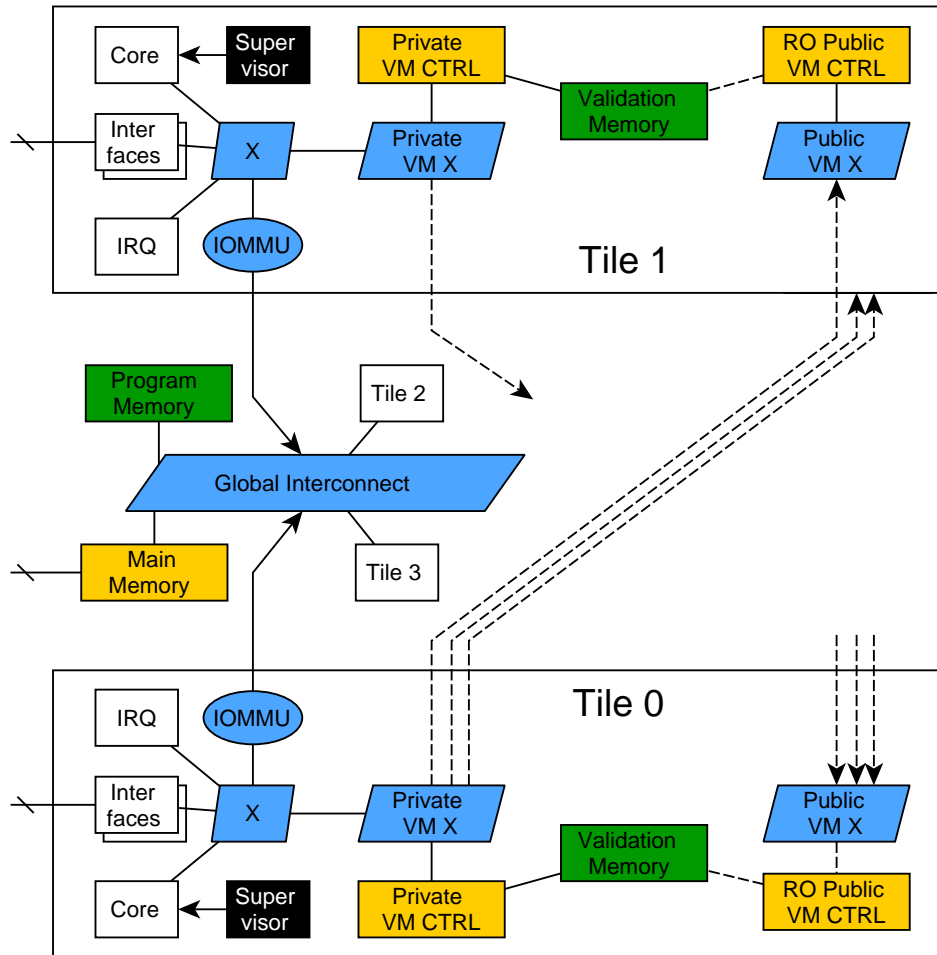 Core
Super
visor
Private
VM CTRL
RO Public
VM CTRL
Validation
Memory
Inter
faces
X
Private
VM X
Public
VM X
IRQ
IOMMU
Tile 1
Program
Memory
Tile 2
Global Interconnect
Main
Memory
Tile 3
IRQ
IOMMU
Tile 0
Inter
faces
X
Private
VM X
Public
VM X
Validation
Memory
Core
Super
visor
Private
VM CTRL
RO Public
VM CTRL